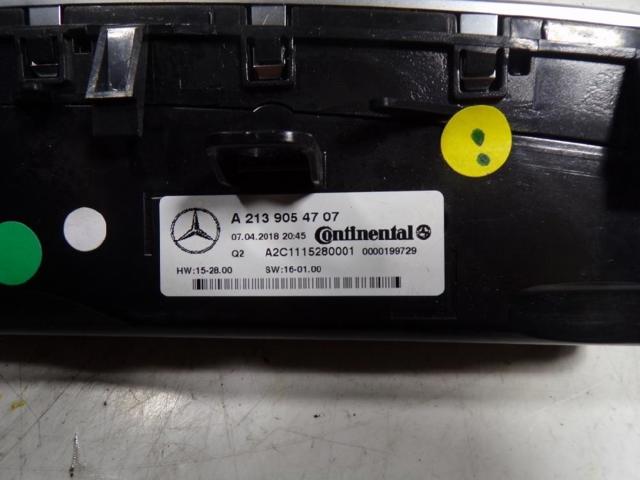 A 213 905 47 07
07.04.2018 20:45 Continental
Q2 A2C1115280001 0000199729
HW:15-28.00 SW:16-01.00